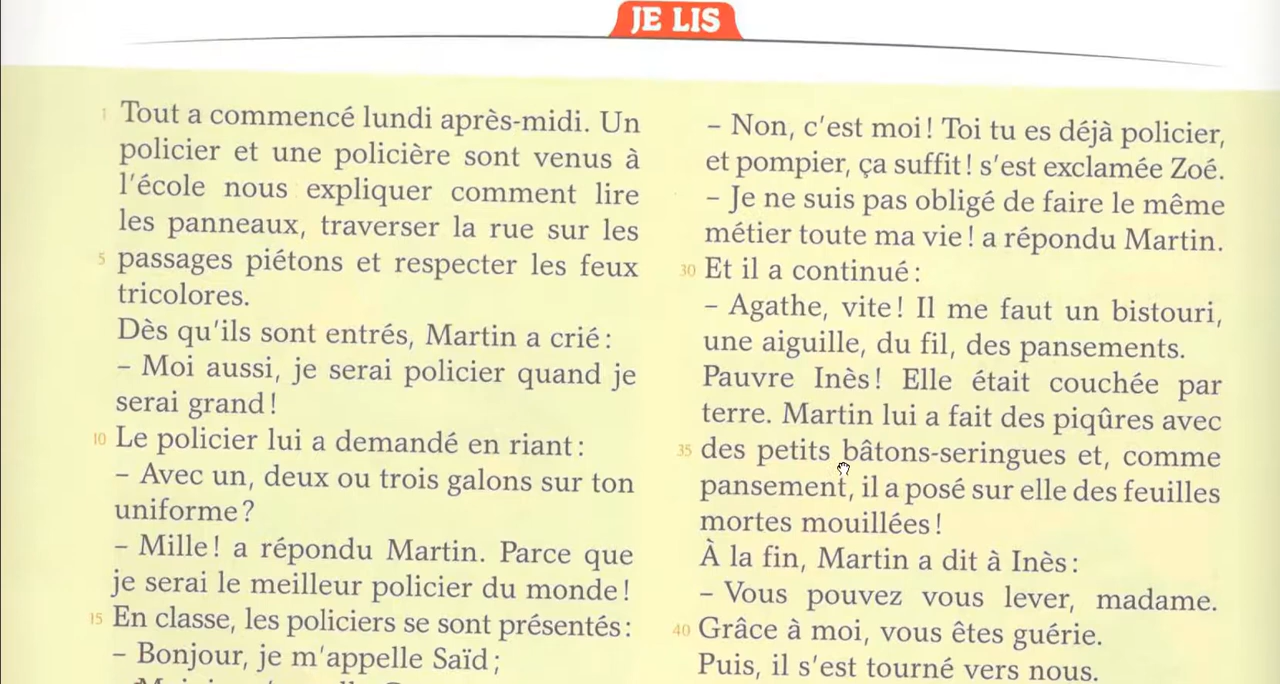 JE LIS
1 Tout a commencé lundi après-midi. Un
policier et une policière sont venus à
l'école nous expliquer comment lire
les panneaux, traverser la rue sur les
5 passages piétons et respecter les feux
tricolores.
Dès qu'ils sont entrés, Martin a crié :
– Moi aussi, je serai policier quand je
serai grand !
10 Le policier lui a demandé en riant :
– Avec un, deux ou trois galons sur ton
uniforme ?
– Mille ! a répondu Martin. Parce que
je serai le meilleur policier du monde !
15 En classe, les policiers se sont présentés :
– Bonjour, je m'appelle Saïd ;
– Non, c'est moi ! Toi tu es déjà policier,
et pompier, ça suffit ! s'est exclamée Zoé.
– Je ne suis pas obligé de faire le même
métier toute ma vie ! a répondu Martin.
30 Et il a continué :
– Agathe, vite ! Il me faut un bistouri,
une aiguille, du fil, des pansements.
Pauvre Inès ! Elle était couchée par
terre. Martin lui a fait des piqûres avec
35 des petits bâtons-seringues et, comme
pansement, il a posé sur elle des feuilles
mortes mouillées !
À la fin, Martin a dit à Inès :
– Vous pouvez vous lever, madame.
40 Grâce à moi, vous êtes guérie.
Puis, il s'est tourné vers nous.